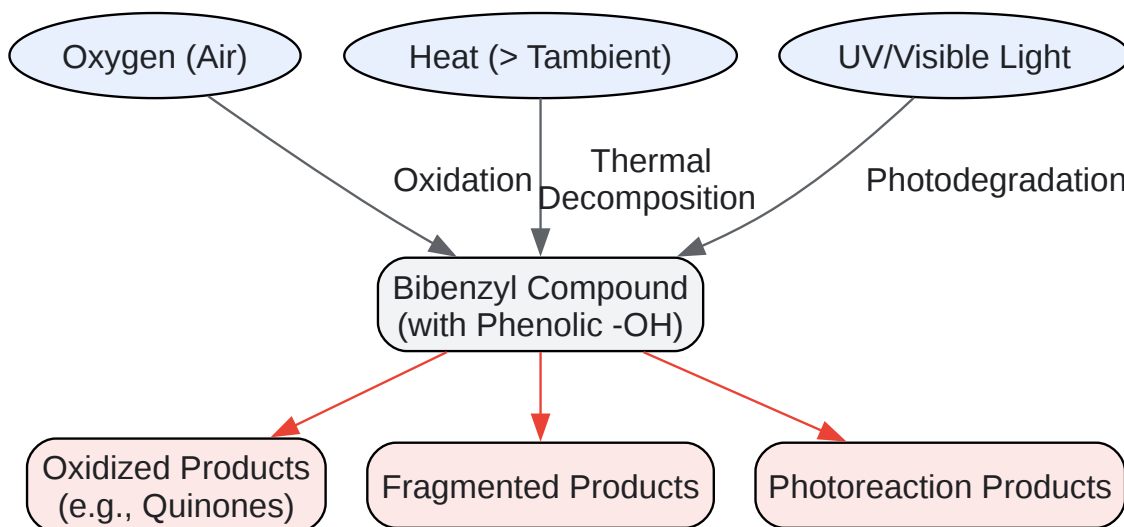 Oxygen (Air)
Heat (> Tambient)
UV/Visible Light
Oxidation
Thermal
Decomposition
Photodegradation
Bibenzyl Compound
(with Phenolic -OH)
Oxidized Products
(e.g., Quinones)
Fragmented Products
Photoreaction Products